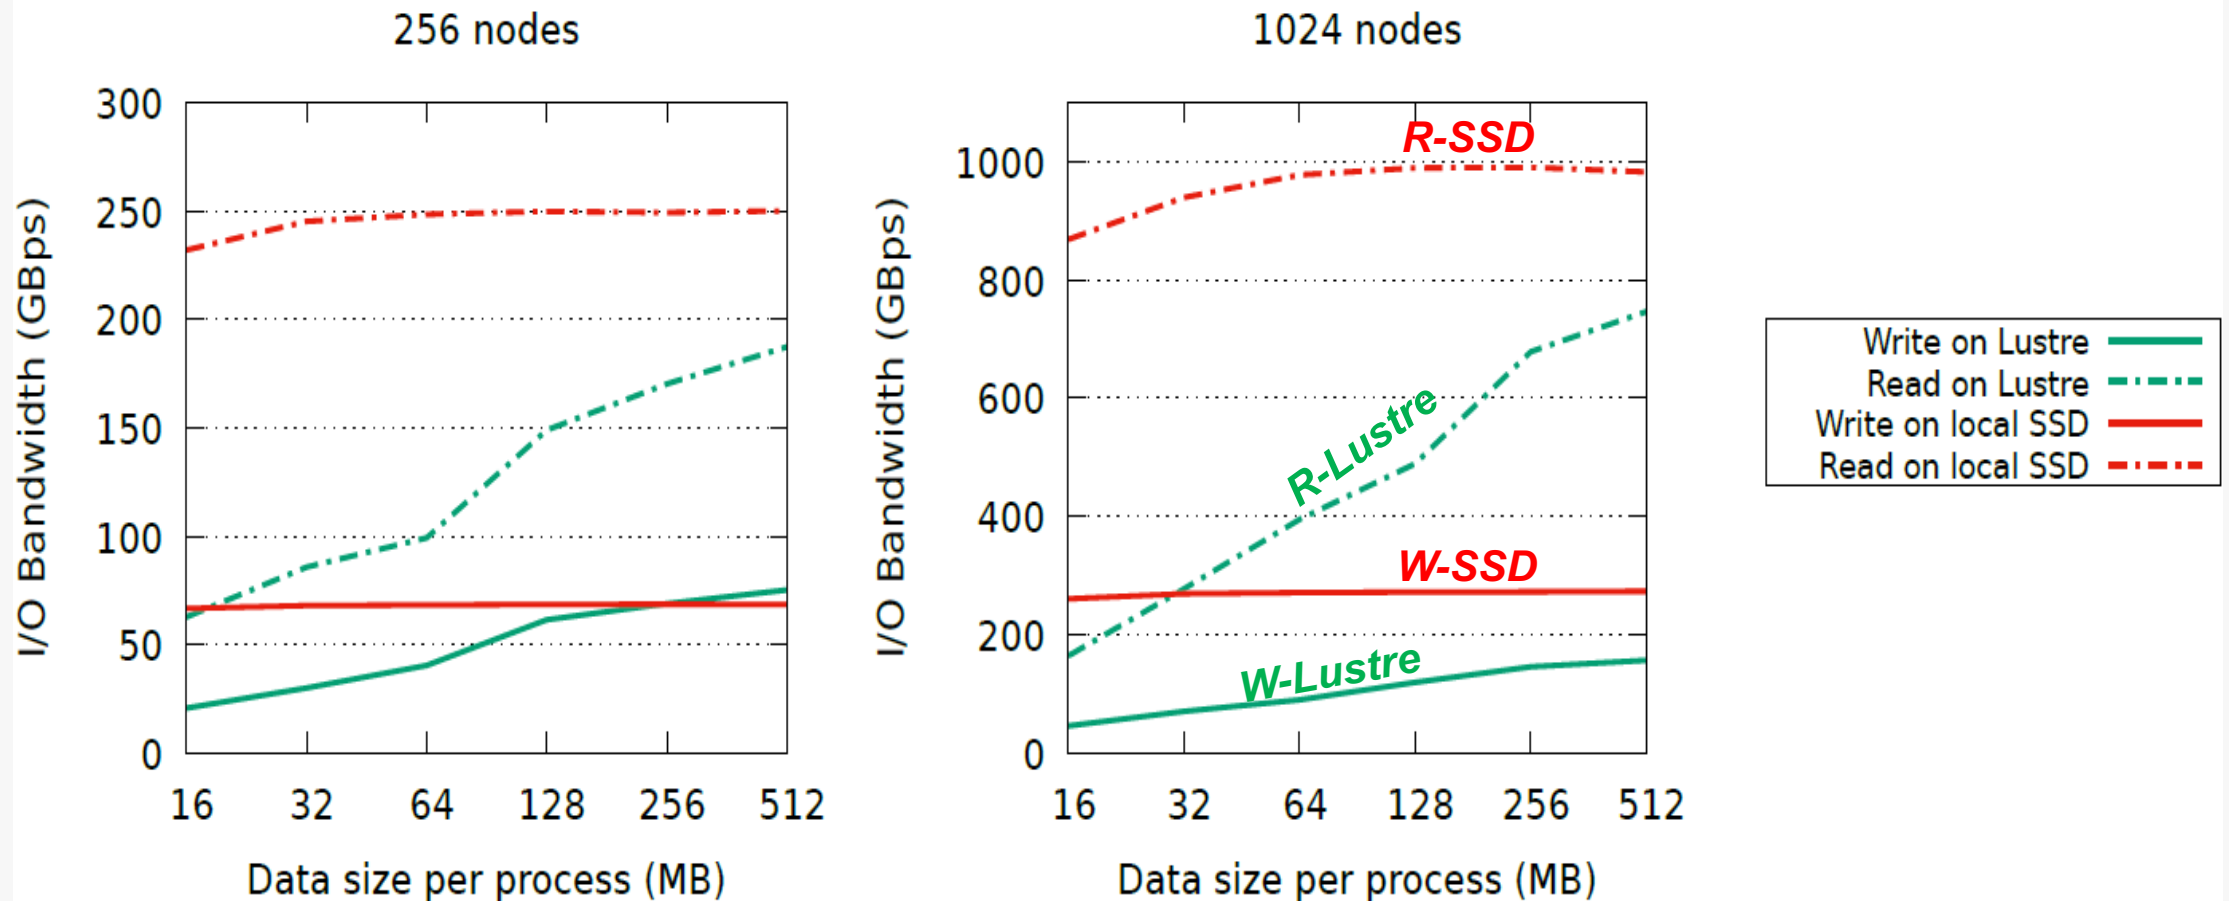 256 nodes
300
250
200
150
100
50
0
I/O Bandwidth (GBps)
16 32 64 128 256 512
Data size per process (MB)
1024 nodes
1000
800
600
400
200
0
I/O Bandwidth (GBps)
R-SSD
R-Lustre
W-SSD
W-Lustre
16 32 64 128 256 512
Data size per process (MB)
Write on Lustre
Read on Lustre
Write on local SSD
Read on local SSD